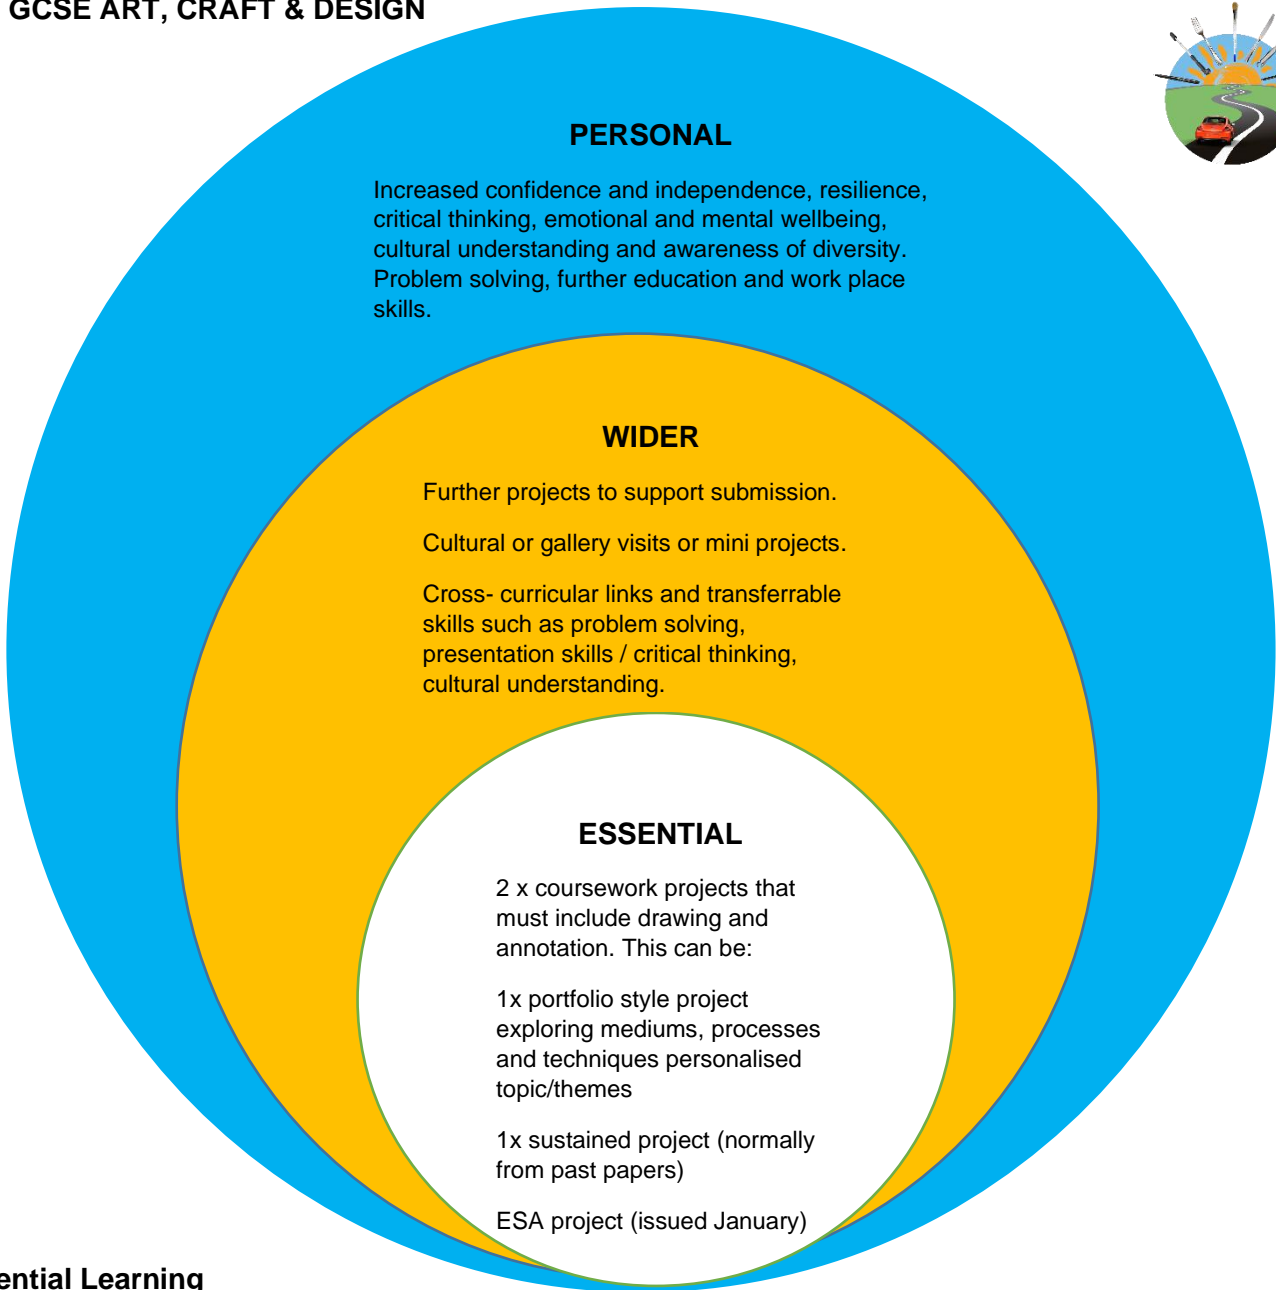 GCSE ART, CRAFT & DESIGN
PERSONAL
Increased confidence and independence, resilience,
critical thinking, emotional and mental wellbeing,
cultural understanding and awareness of diversity.
Problem solving, further education and work place
skills.
WIDER
Further projects to support submission.
Cultural or gallery visits or mini projects.
Cross- curricular links and transferrable
skills such as problem solving,
presentation skills / critical thinking,
cultural understanding.
ESSENTIAL
2 x coursework projects that
must include drawing and
annotation. This can be:
1x portfolio style project
exploring mediums, processes
and techniques personalised
topic/themes
1x sustained project (normally
from past papers)
ESA project (issued January)
ential Learning